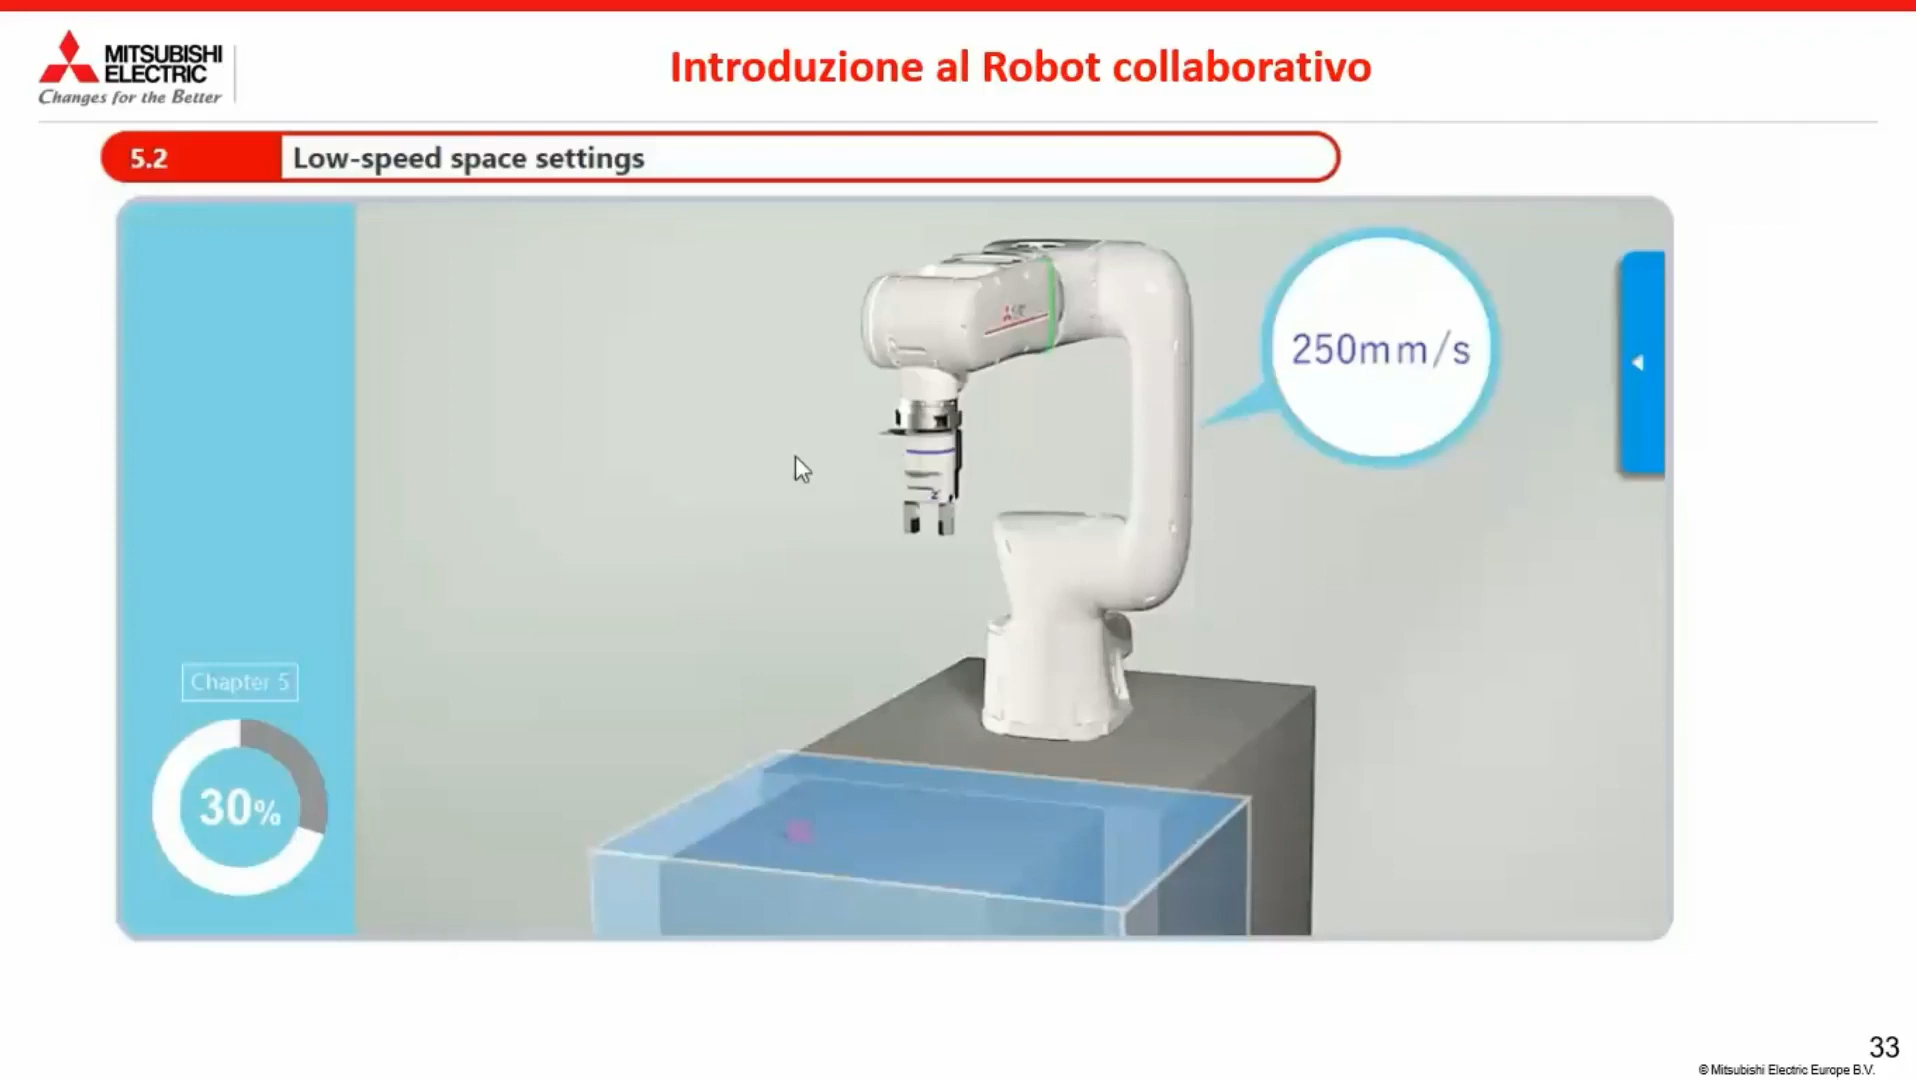 MITSUBISHI
ELECTRIC
Changes for the Better
Introduzione al Robot collaborativo
5.2
Low-speed space settings
250mm/s
Chapter 5
30%
33
© Mitsubishi Electric Europe B.V.